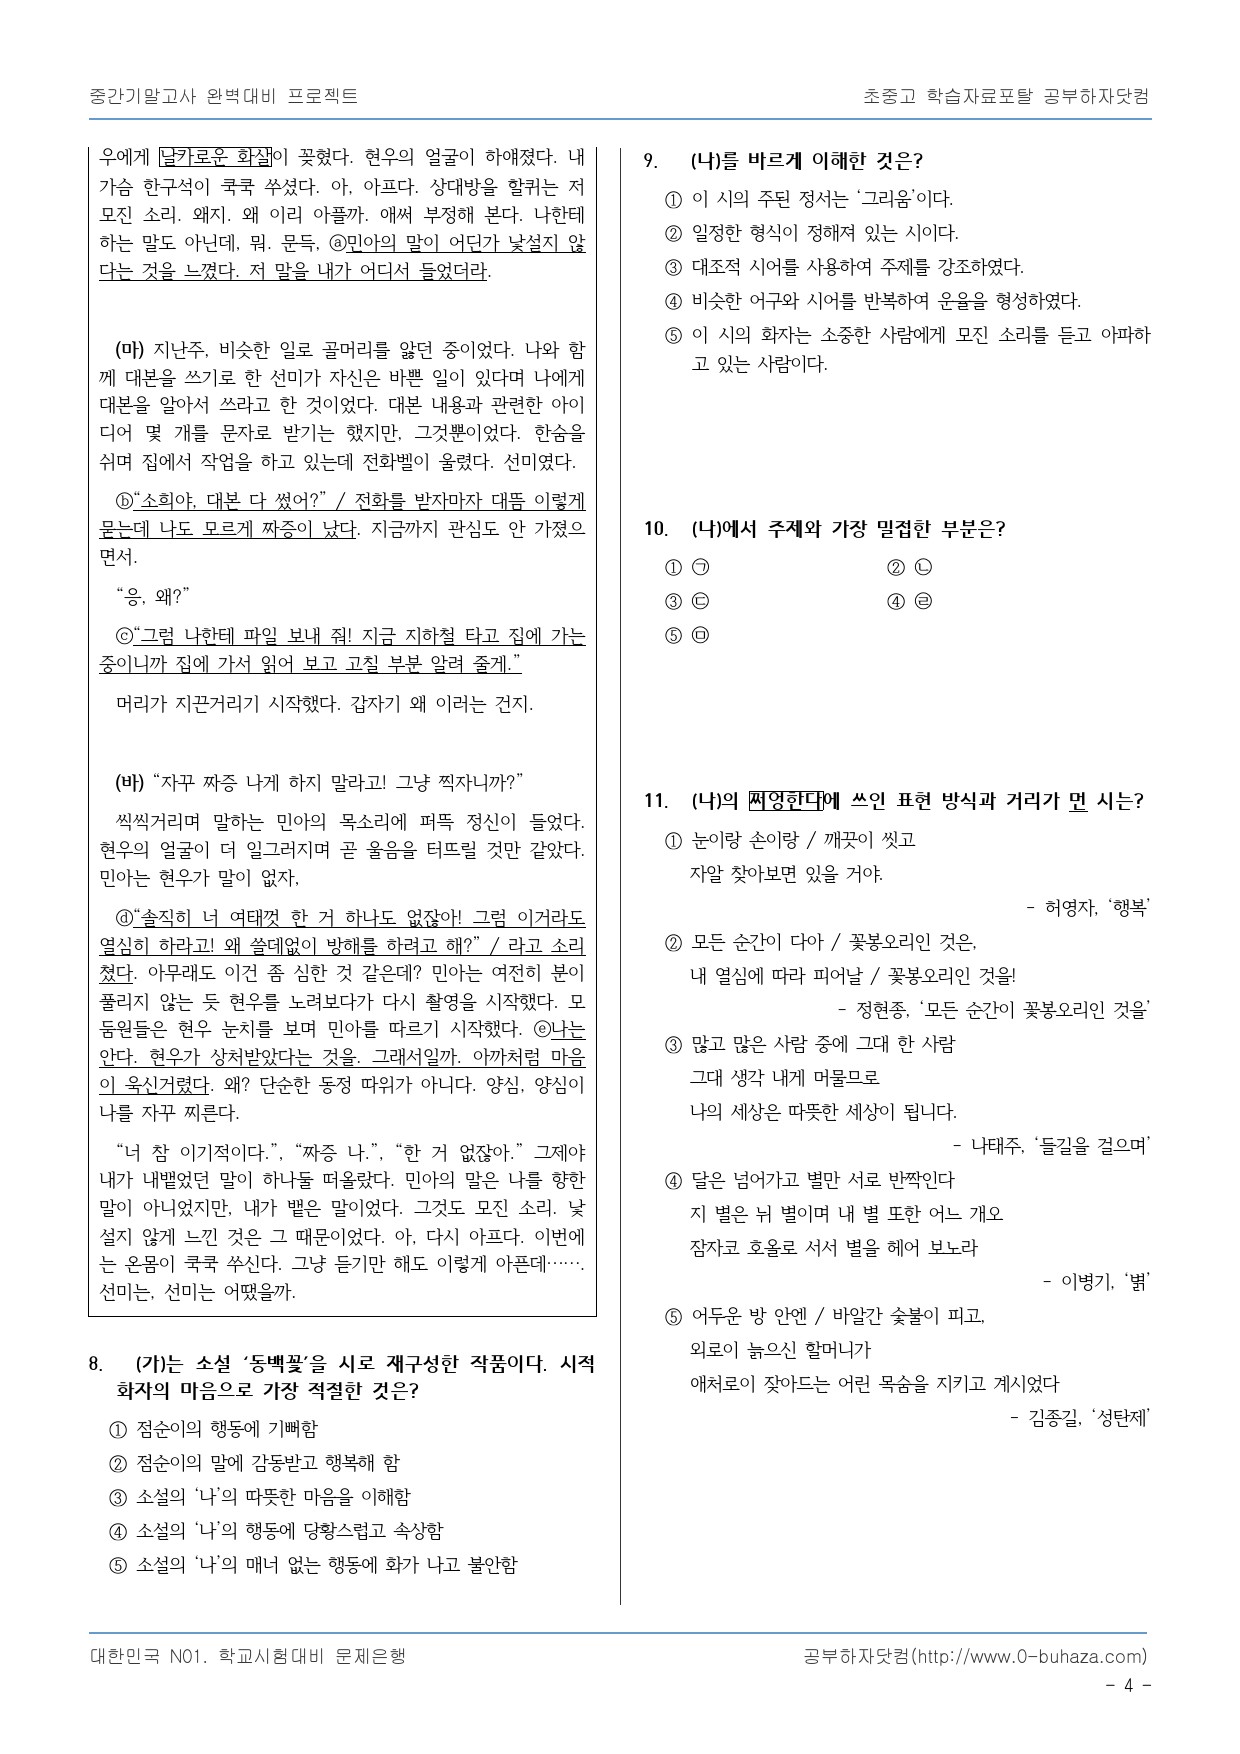 중간기말고사 완벽대비 프로젝트
초중고 학습자료포탈 공부하자닷컴
우에게 날카로운 화살이 꽂혔다. 현우의 얼굴이 하얘졌다. 내
가슴 한구석이 쿡쿡 쑤셨다. 아, 아프다. 상대방을 할퀴는 저
모진 소리. 왜지. 왜 이리 아플까. 애써 부정해 본다. 나한테
하는 말도 아닌데, 뭐. 문득, ⓐ민아의 말이 어딘가 낯설지 않
다는 것을 느꼈다. 저 말을 내가 어디서 들었더라.
(마) 지난주, 비슷한 일로 골머리를 앓던 중이었다. 나와 함
께 대본을 쓰기로 한 선미가 자신은 바쁜 일이 있다며 나에게
대본을 알아서 쓰라고 한 것이었다. 대본 내용과 관련한 아이
디어 몇 개를 문자로 받기는 했지만, 그것뿐이었다. 한숨을
쉬며 집에서 작업을 하고 있는데 전화벨이 울렸다. 선미였다.
ⓑ“소희야, 대본 다 썼어?” / 전화를 받자마자 대뜸 이렇게
묻는데 나도 모르게 짜증이 났다. 지금까지 관심도 안 가졌으
면서.
“응, 왜?”
ⓒ“그럼 나한테 파일 보내 줘! 지금 지하철 타고 집에 가는
중이니까 집에 가서 읽어 보고 고칠 부분 알려 줄게.”
머리가 지끈거리기 시작했다. 갑자기 왜 이러는 건지.
(바) “자꾸 짜증 나게 하지 말라고! 그냥 찍자니까?”
씩씩거리며 말하는 민아의 목소리에 퍼뜩 정신이 들었다.
현우의 얼굴이 더 일그러지며 곧 울음을 터뜨릴 것만 같았다.
민아는 현우가 말이 없자,
ⓓ“솔직히 너 여태껏 한 거 하나도 없잖아! 그럼 이거라도
열심히 하라고! 왜 쓸데없이 방해를 하려고 해?” / 라고 소리
쳤다. 아무래도 이건 좀 심한 것 같은데? 민아는 여전히 분이
풀리지 않는 듯 현우를 노려보다가 다시 촬영을 시작했다. 모
둠원들은 현우 눈치를 보며 민아를 따르기 시작했다. ⓔ나는
안다. 현우가 상처받았다는 것을. 그래서일까. 아까처럼 마음
이 욱신거렸다. 왜? 단순한 동정 따위가 아니다. 양심, 양심이
나를 자꾸 찌른다.
“너 참 이기적이다.”, “짜증 나.”, “한 거 없잖아.” 그제야
내가 내뱉었던 말이 하나둘 떠올랐다. 민아의 말은 나를 향한
말이 아니었지만, 내가 뱉은 말이었다. 그것도 모진 소리. 낯
설지 않게 느낀 것은 그 때문이었다. 아, 다시 아프다. 이번에
는 온몸이 쿡쿡 쑤신다. 그냥 듣기만 해도 이렇게 아픈데…….
선미는, 선미는 어땠을까.
8. (가)는 소설 ‘동백꽃’을 시로 재구성한 작품이다. 시적
화자의 마음으로 가장 적절한 것은?
① 점순이의 행동에 기뻐함
② 점순이의 말에 감동받고 행복해 함
③ 소설의 ‘나’의 따뜻한 마음을 이해함
④ 소설의 ‘나’의 행동에 당황스럽고 속상함
⑤ 소설의 ‘나’의 매너 없는 행동에 화가 나고 불안함
9. (나)를 바르게 이해한 것은?
① 이 시의 주된 정서는 ‘그리움’이다.
② 일정한 형식이 정해져 있는 시이다.
③ 대조적 시어를 사용하여 주제를 강조하였다.
④ 비슷한 어구와 시어를 반복하여 운율을 형성하였다.
⑤ 이 시의 화자는 소중한 사람에게 모진 소리를 듣고 아파하
고 있는 사람이다.
10. (나)에서 주제와 가장 밀접한 부분은?
① ㉠ ② ㉡
③ ㉢ ④ ㉣
⑤ ㉤
11. (나)의 쩌엉한다에 쓰인 표현 방식과 거리가 먼 시는?
① 눈이랑 손이랑 / 깨끗이 씻고
자알 찾아보면 있을 거야.
- 허영자, ‘행복’
② 모든 순간이 다아 / 꽃봉오리인 것은,
내 열심에 따라 피어날 / 꽃봉오리인 것을!
- 정현종, ‘모든 순간이 꽃봉오리인 것을’
③ 많고 많은 사람 중에 그대 한 사람
그대 생각 내게 머물므로
나의 세상은 따뜻한 세상이 됩니다.
- 나태주, ‘들길을 걸으며’
④ 달은 넘어가고 별만 서로 반짝인다
저 별은 뉘 별이며 내 별 또한 어느 게오
잠자코 호올로 서서 별을 헤어 보노라
- 이병기, ‘별’
⑤ 어두운 방 안엔 / 바알간 숯불이 피고,
외로이 늙으신 할머니가
애처로이 잦아드는 어린 목숨을 지키고 계시었다
- 김종길, ‘성탄제’
대한민국 NO1. 학교시험대비 문제은행
공부하자닷컴(http://www.0-buhaza.com)
- 4 -